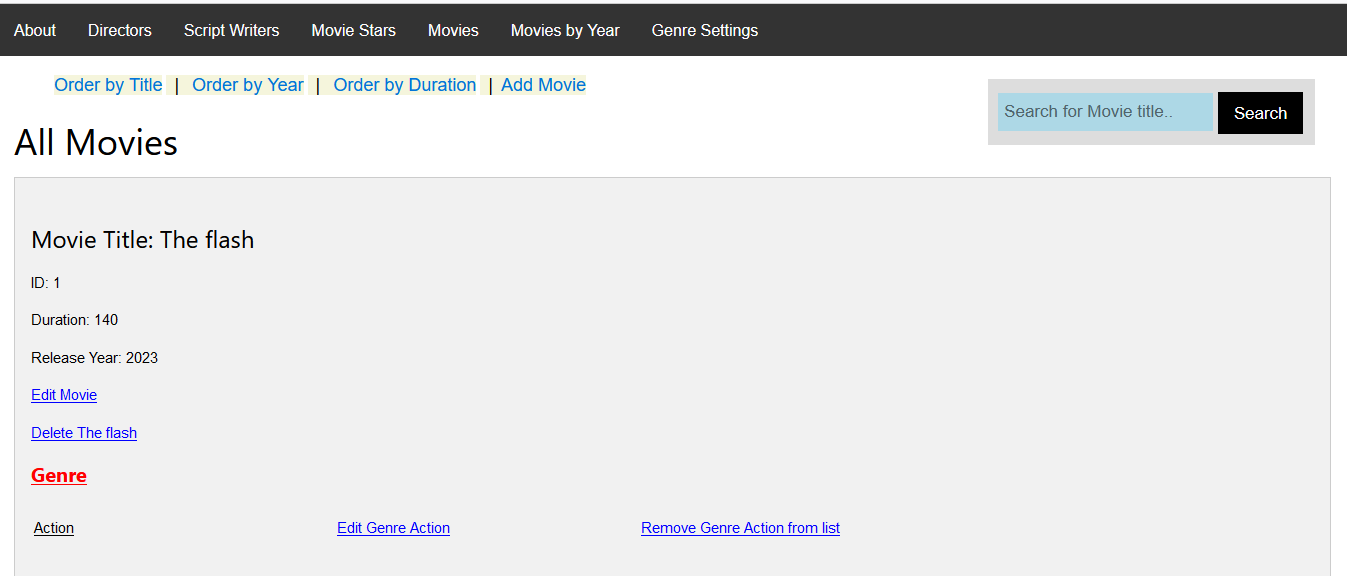 About Directors Script Writers Movie Stars Movies Movies by Year Genre Settings
Order by Title | Order by Year | Order by Duration | Add Movie
Search for Movie title.. Search
All Movies
Movie Title: The flash
ID: 1
Duration: 140
Release Year: 2023
Edit Movie
Delete The flash
Genre
Action Edit Genre Action Remove Genre Action from list